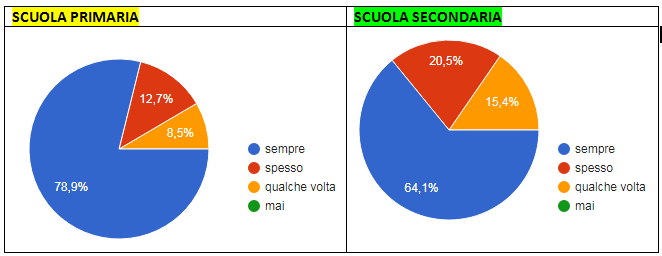 SCUOLA PRIMARIA
12,7%
8,5%
78,9%
sempre
spesso
qualche volta
mai
SCUOLA SECONDARIA
20,5%
15,4%
64,1%
sempre
spesso
qualche volta
mai